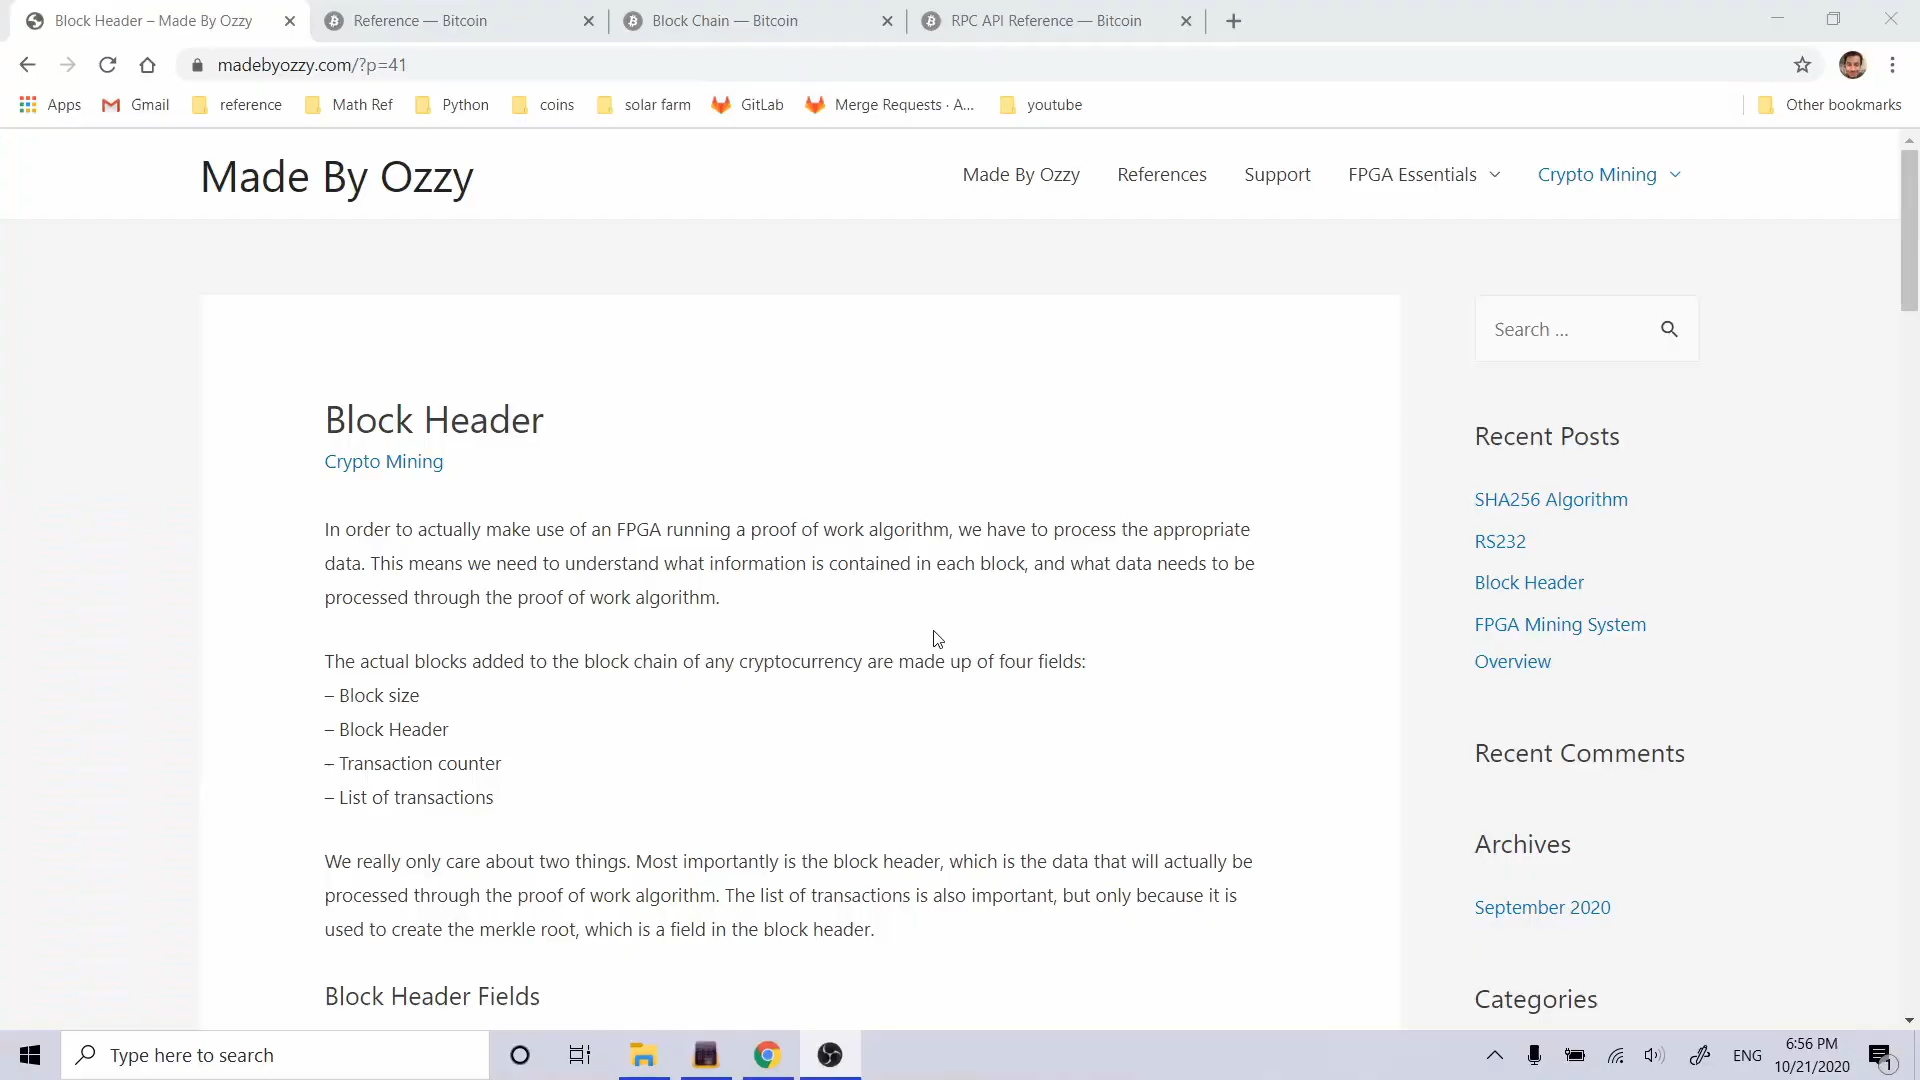 Block Header – Made By Ozzy
Reference — Bitcoin
Block Chain — Bitcoin
RPC API Reference — Bitcoin
madebyozzy.com/?p=41
Apps
Gmail
reference
Math Ref
Python
coins
solar farm
GitLab
Merge Requests · A...
youtube
Other bookmarks
Made By Ozzy
Made By Ozzy
References
Support
FPGA Essentials
Crypto Mining
Search ...
Block Header
Crypto Mining
In order to actually make use of an FPGA running a proof of work algorithm, we have to process the appropriate
data. This means we need to understand what information is contained in each block, and what data needs to be
processed through the proof of work algorithm.
The actual blocks added to the block chain of any cryptocurrency are made up of four fields:
– Block size
– Block Header
– Transaction counter
– List of transactions
We really only care about two things. Most importantly is the block header, which is the data that will actually be
processed through the proof of work algorithm. The list of transactions is also important, but only because it is
used to create the merkle root, which is a field in the block header.
Block Header Fields
Recent Posts
SHA256 Algorithm
RS232
Block Header
FPGA Mining System
Overview
Recent Comments
Archives
September 2020
Categories
Type here to search
ENG
6:56 PM
10/21/2020
1